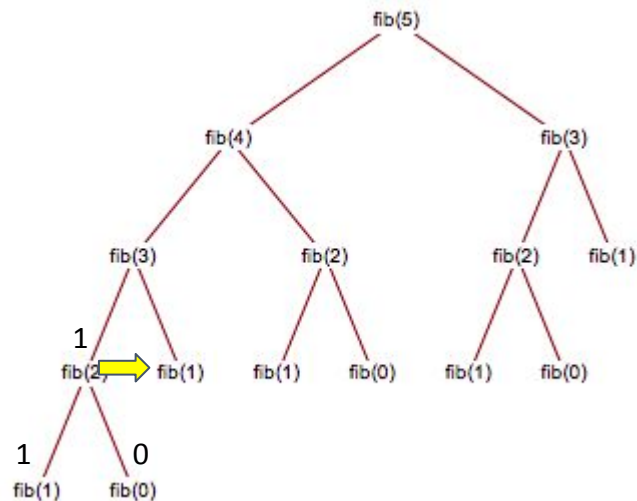 fib(5)
fib(4) fib(3)
fib(3) fib(2) fib(2) fib(1)
1
fib(2) fib(1) fib(1) fib(0) fib(1) fib(0)
1 0
fib(1) fib(0)